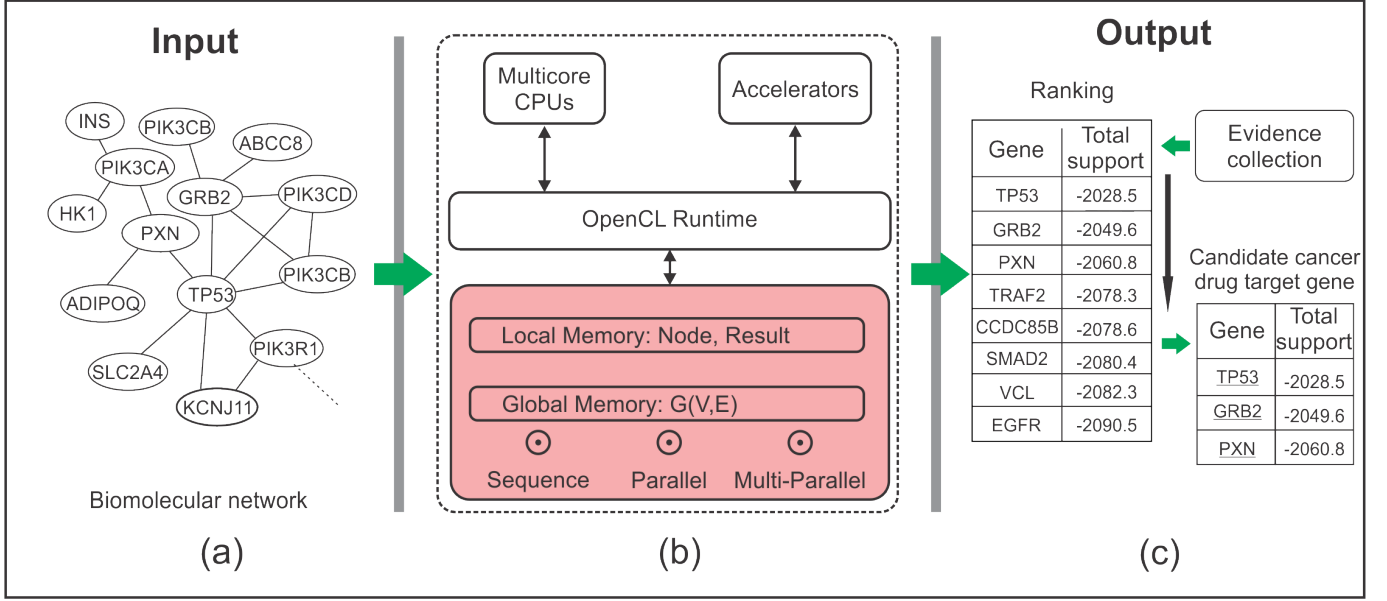 Input
INS
PIK3CB
ABCC8
PIK3CA
GRB2
PIK3CD
HK1
PXN
PIK3CB
ADIPOQ
TP53
PIK3R1
SLC2A4
KCNJ11
Biomolecular network
(a)
Multicore
CPUs
Accelerators
OpenCL Runtime
Local Memory: Node, Result
Global Memory: G(V,E)
Sequence Parallel Multi-Parallel
(b)
Output
Ranking
Gene Total support
TP53 -2028.5
GRB2 -2049.6
PXN -2060.8
TRAF2 -2078.3
CCDC85B -2078.6
SMAD2 -2080.4
VCL -2082.3
EGFR -2090.5
Evidence
collection
Candidate cancer
drug target gene
Gene Total support
TP53 -2028.5
GRB2 -2049.6
PXN -2060.8
(c)